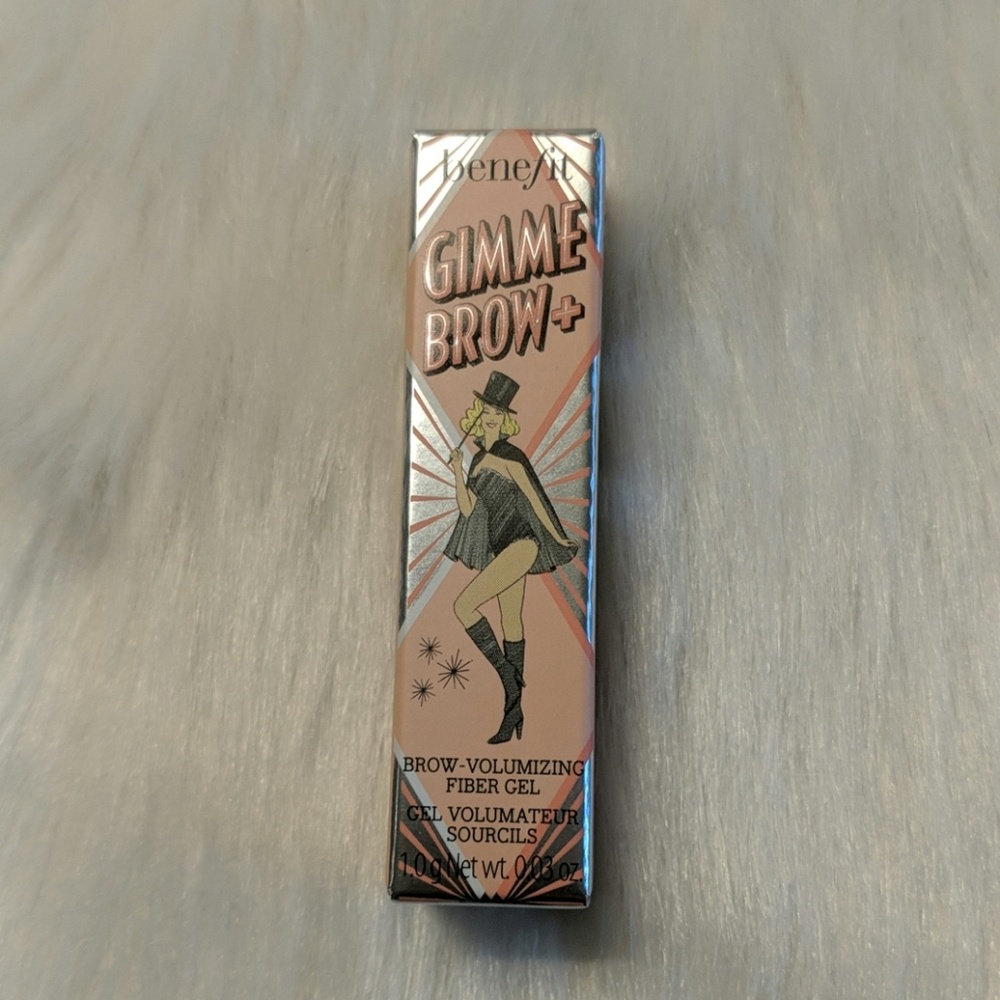 benefit
GIMME
BROW+
BROW-VOLUMIZING
FIBER GEL
GEL VOLUMATEUR
SOURCILS
1.0 g Net wt. 0.03 oz.